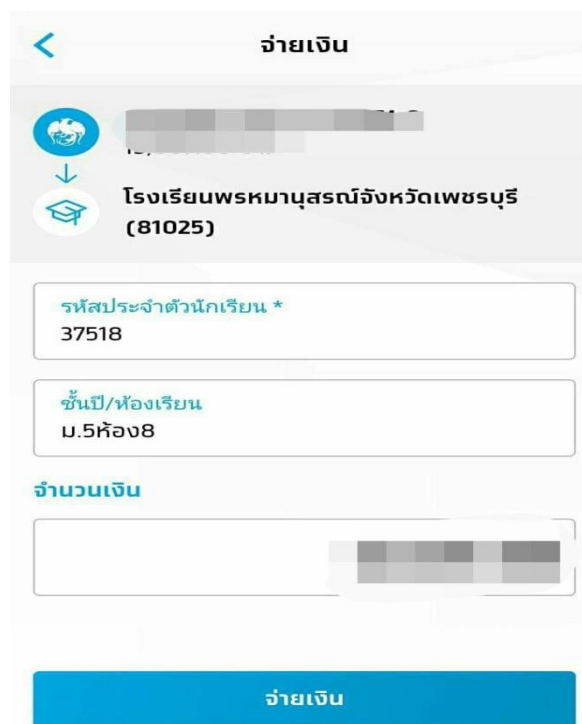 จ่ายเงิน
โรงเรียนพรหมานุสรณ์จังหวัดเพชรบุรี
(81025)
รหัสประจำตัวนักเรียน *
37518
ชั้นปี/ห้องเรียน
ม.5ห้อง8
จำนวนเงิน
จ่ายเงิน